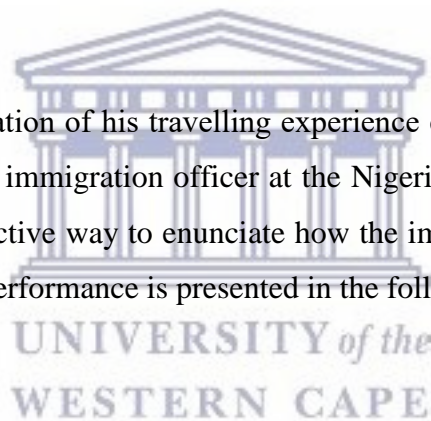 ation of his travelling experience
immigration officer at the Nigeri
ctive way to enunciate how the im
erformance is presented in the foll
UNIVERSITY of the
WESTERN CAPE